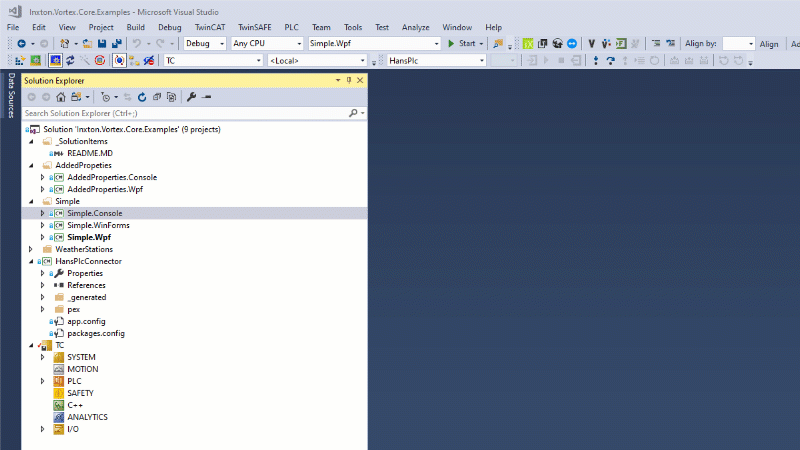 Inxton.Vortex.Core.Examples - Microsoft Visual Studio
File Edit View Project Build Debug TwinCAT TwinSAFE PLC Team Tools Test Analyze Window Help
Debug Any CPU Simple.Wpf Start Align by: Align Ad
TC <Local> HansPlc
Data Sources
Solution Explorer
Search Solution Explorer (Ctrl+;)
Solution 'Inxton.Vortex.Core.Examples' (9 projects)
_SolutionItems
README.MD
AddedPropeties
AddedProperties.Console
AddedProperties.Wpf
Simple
Simple.Console
Simple.WinForms
Simple.Wpf
WeatherStations
HansPlcConnector
Properties
References
_generated
pex
app.config
packages.config
TC
SYSTEM
MOTION
PLC
SAFETY
C++
ANALYTICS
I/O